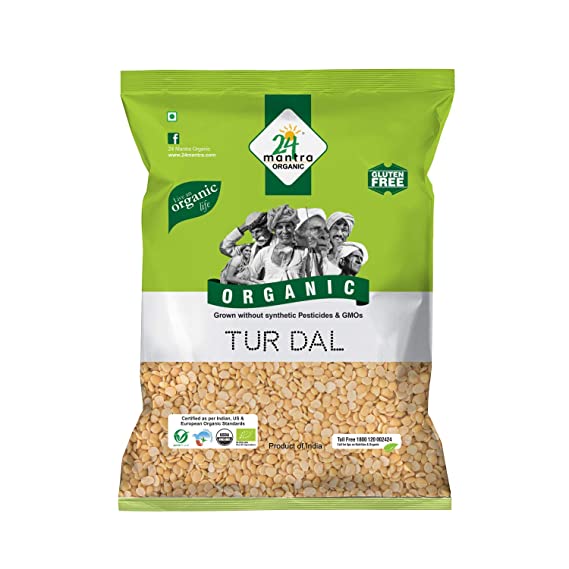 24
mantra
ORGANIC
24 Mantra Organic
www.24mantra.com
GLUTEN
FREE
Live an
organic
life
ORGANIC
Grown without synthetic Pesticides & GMOs
TUR DAL
Certified as per Indian, US &
European Organic Standards
USDA
ORGANIC
Product of India
Toll Free 1800 120 002424